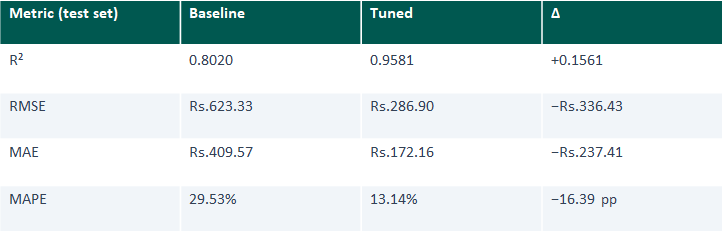 Metric (test set) Baseline Tuned Δ
R² 0.8020 0.9581 +0.1561
RMSE Rs.623.33 Rs.286.90 −Rs.336.43
MAE Rs.409.57 Rs.172.16 −Rs.237.41
MAPE 29.53% 13.14% −16.39 pp